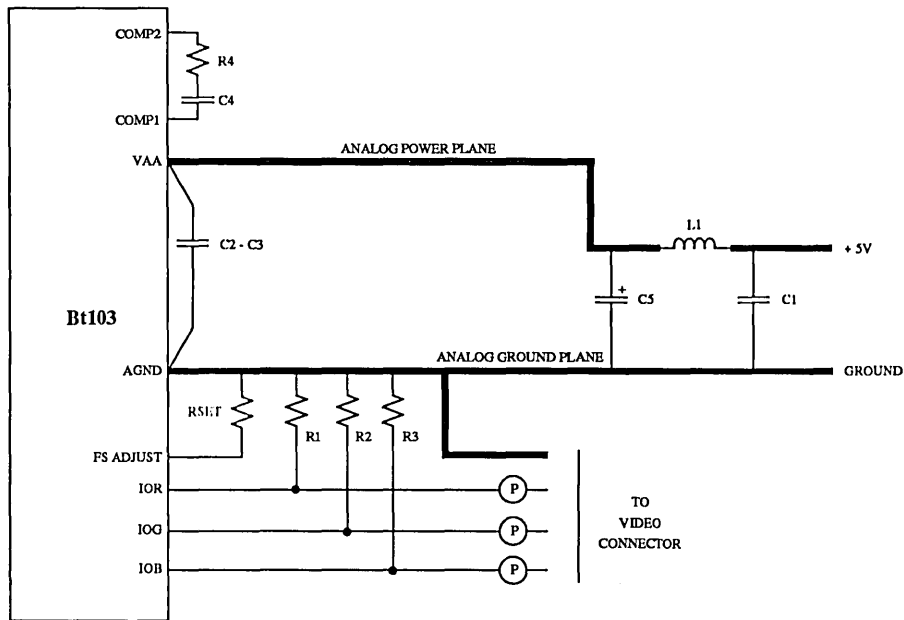 COMP2
R4
C4
COMP1
ANALOG POWER PLANE
VAA
L1
+ 5V
C2 - C3
+
C5
C1
Bt103
ANALOG GROUND PLANE
AGND
GROUND
RSET
R1
R2
R3
FS ADJUST
IOR
P
TO
IOG
P
VIDEO
CONNECTOR
IOB
P